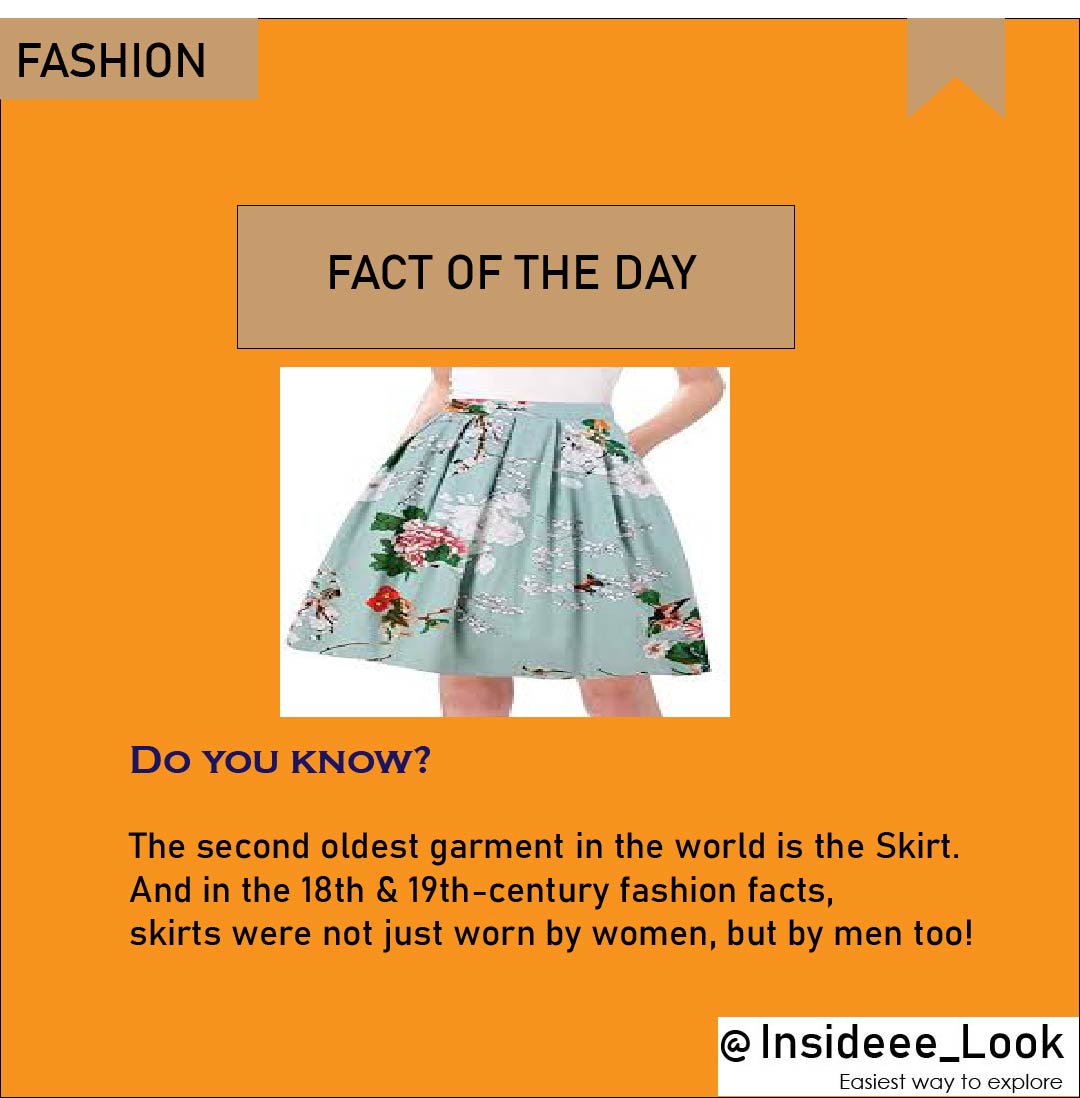 FASHION
FACT OF THE DAY
Do you know?
The second oldest garment in the world is the Skirt.
And in the 18th & 19th-century fashion facts,
skirts were not just worn by women, but by men too!
@Insideee_Look
Easiest way to explore